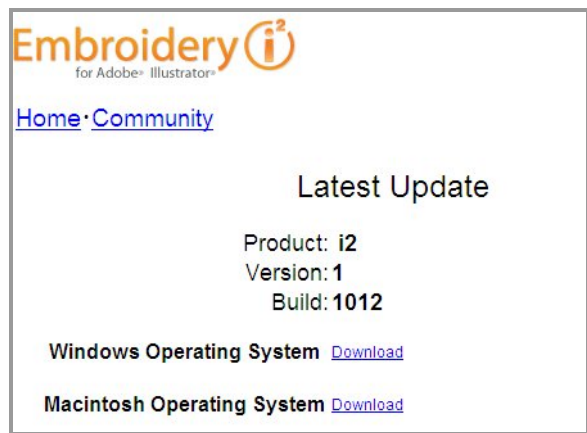 Embroidery i²
for Adobe® Illustrator®
Home·Community
Latest Update
Product: i2
Version: 1
Build: 1012
Windows Operating System Download
Macintosh Operating System Download